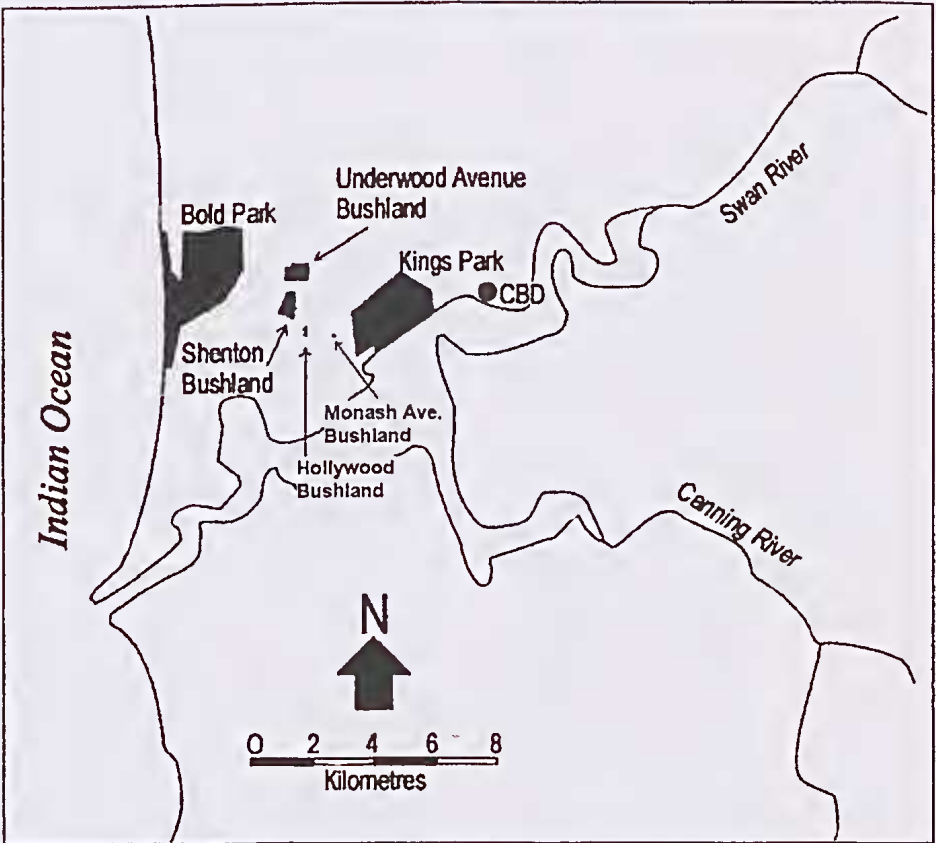 Underwood Avenue
Bushland
Bold Park
Swan River
Kings Park
CBD
Shenton
Bushland
Monash Ave.
Bushland
Hollywood
Bushland
Indian Ocean
Canning River
N
0 2 4 6 8
Kilometres